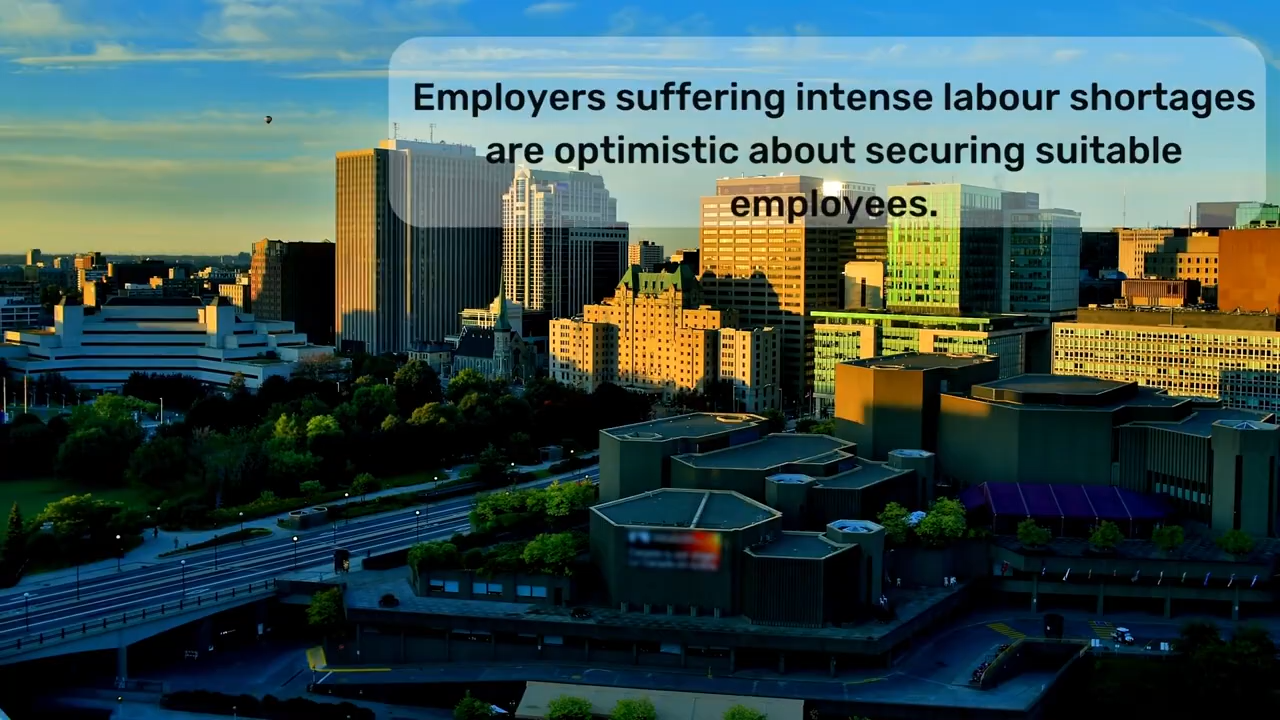 Employers suffering intense labour shortages
are optimistic about securing suitable
employees.